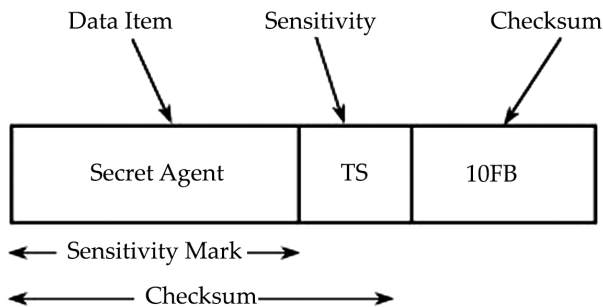 Data Item Sensitivity Checksum
Secret Agent TS 10FB
Sensitivity Mark
Checksum